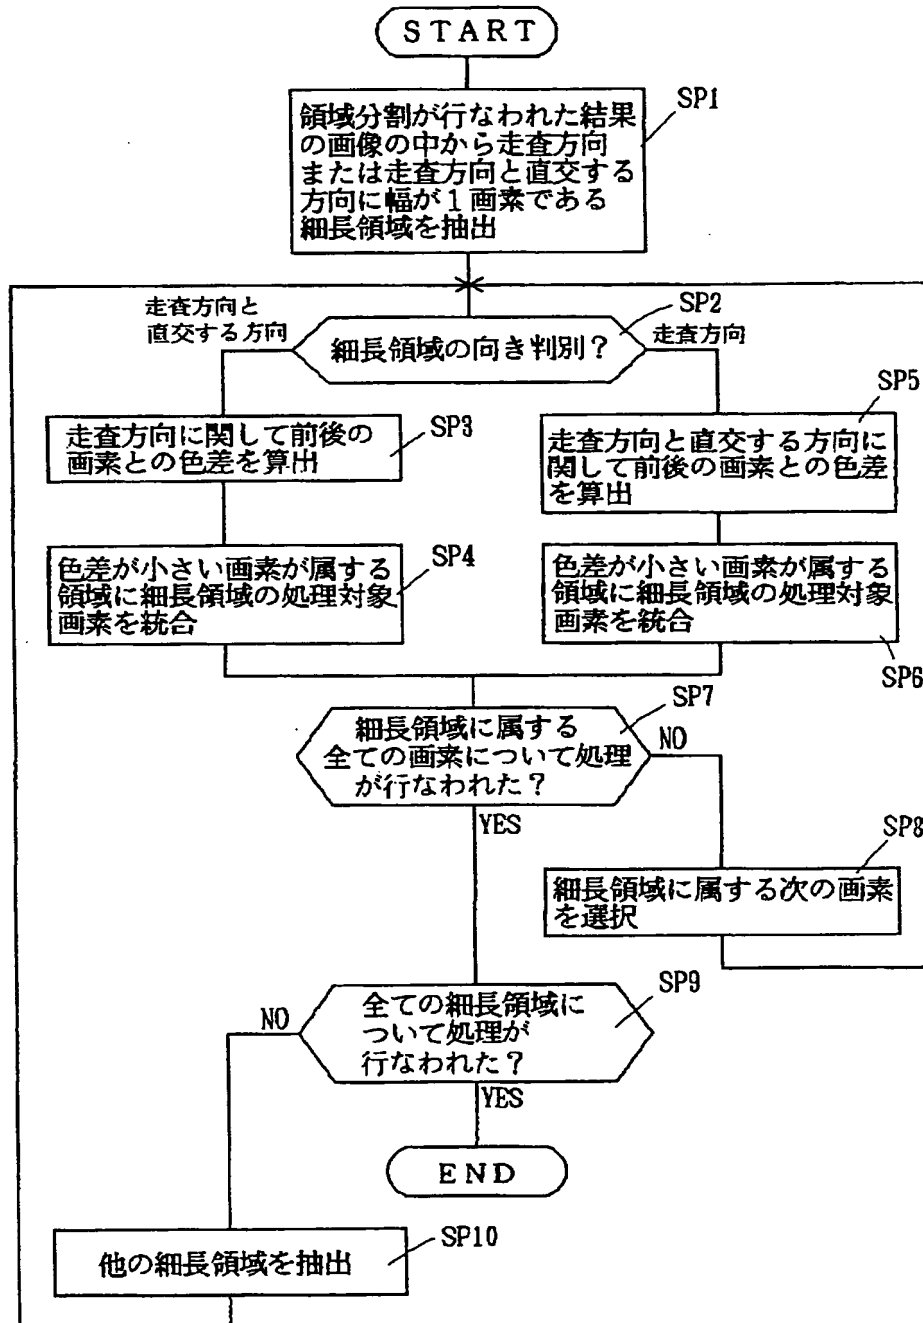 START
SP1
領域分割が行なわれた結果
の画像の中から走査方向
または走査方向と直交する
方向に幅が1画素である
細長領域を抽出
走査方向と
直交する方向
SP2
細長領域の向き判別?
走査方向
SP3
走査方向に関して前後の
画素との色差を算出
SP5
走査方向と直交する方向に
関して前後の画素との色差
を算出
SP4
色差が小さい画素が属する
領域に細長領域の処理対象
画素を統合
色差が小さい画素が属する
領域に細長領域の処理対象
画素を統合
SP6
SP7
細長領域に属する
全ての画素について処理
が行なわれた?
NO
YES
SP8
細長領域に属する次の画素
を選択
SP9
全ての細長領域に
ついて処理が
行なわれた?
NO
YES
END
SP10
他の細長領域を抽出